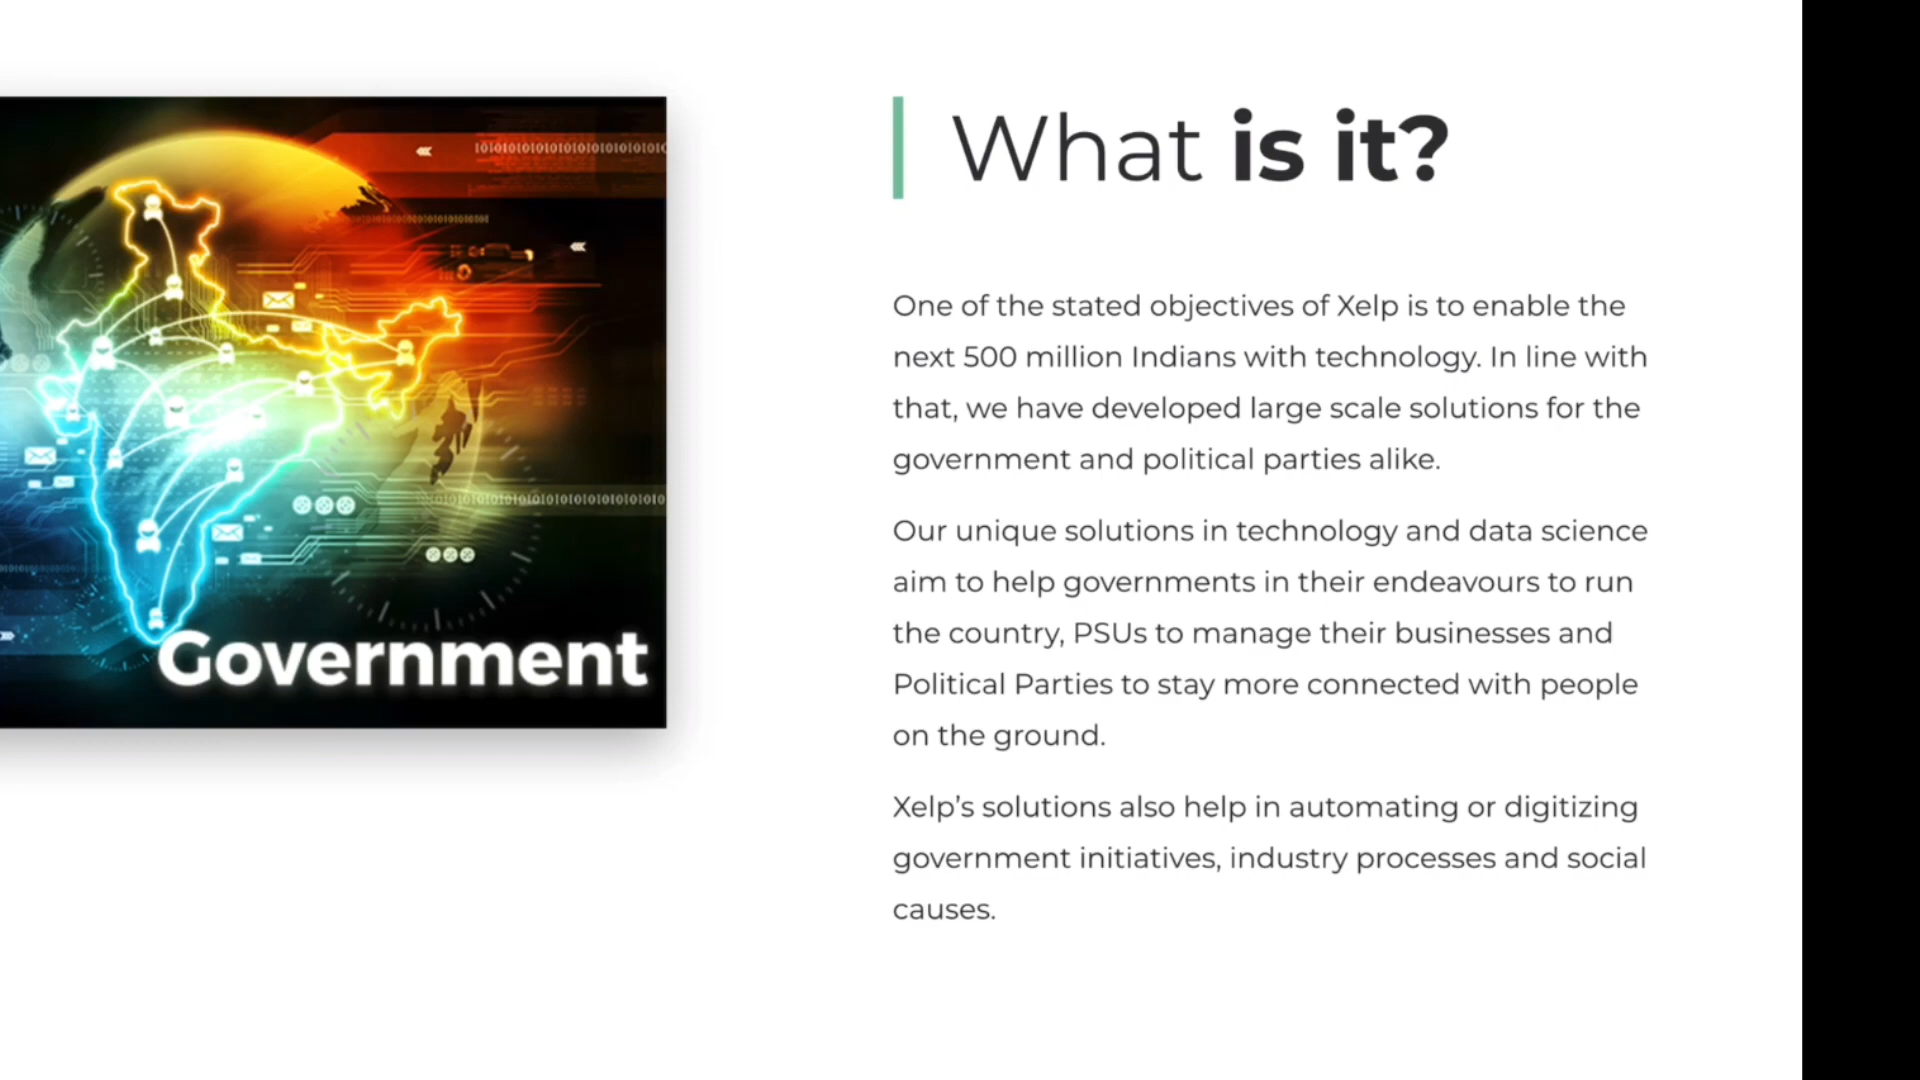 Government
What is it?
One of the stated objectives of Xelp is to enable the
next 500 million Indians with technology. In line with
that, we have developed large scale solutions for the
government and political parties alike.
Our unique solutions in technology and data science
aim to help governments in their endeavours to run
the country, PSUs to manage their businesses and
Political Parties to stay more connected with people
on the ground.
Xelp’s solutions also help in automating or digitizing
government initiatives, industry processes and social
causes.